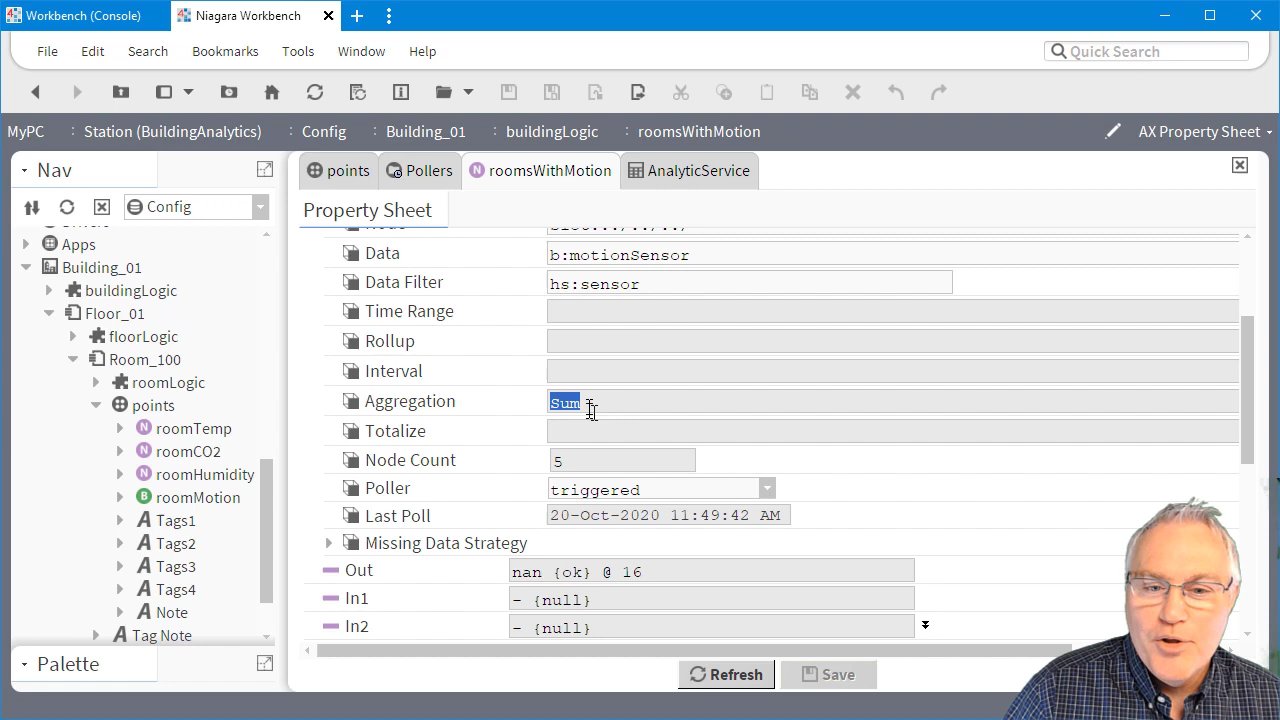 Workbench (Console)
Niagara Workbench
File Edit Search Bookmarks Tools Window Help
Quick Search
MyPC : Station (BuildingAnalytics) : Config : Building_01 : buildingLogic : roomsWithMotion
AX Property Sheet
Nav
Config
Apps
Building_01
buildingLogic
Floor_01
floorLogic
Room_100
roomLogic
points
roomTemp
roomCO2
roomHumidity
roomMotion
Tags1
Tags2
Tags3
Tags4
Note
Tag Note
Palette
points Pollers roomsWithMotion AnalyticService
Property Sheet
Data b:motionSensor
Data Filter hs:sensor
Time Range
Rollup
Interval
Aggregation Sum
Totalize
Node Count 5
Poller triggered
Last Poll 20-Oct-2020 11:49:42 AM
Missing Data Strategy
Out nan {ok} @ 16
In1 - {null}
In2 - {null}
Refresh Save